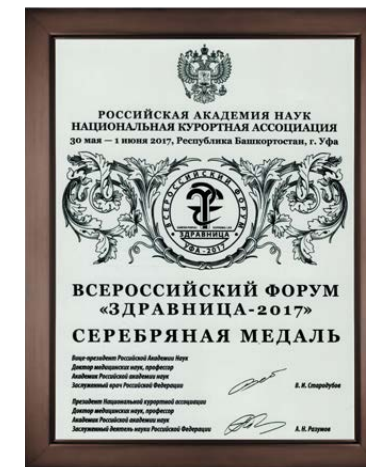 РОССИЙСКАЯ АКАДЕМИЯ НАУК
НАЦИОНАЛЬНАЯ КУРОРТНАЯ АССОЦИАЦИЯ
30 мая — 1 июня 2017, Республика Башкортостан, г. Уфа
ВСЕРОССИЙСКИЙ ФОРУМ
ЗДРАВНИЦА
УФА-2017
ВСЕРОССИЙСКИЙ ФОРУМ
«ЗДРАВНИЦА-2017»
СЕРЕБРЯНАЯ МЕДАЛЬ
Вице-президент Российской Академии Наук
Доктор медицинских наук, профессор
Академик Российской академии наук
Заслуженный врач Российской Федерации
В. И. Стародубов
Президент Национальной курортной ассоциации
Доктор медицинских наук, профессор
Академик Российской академии наук
Заслуженный деятель науки Российской Федерации
А. Н. Разумов